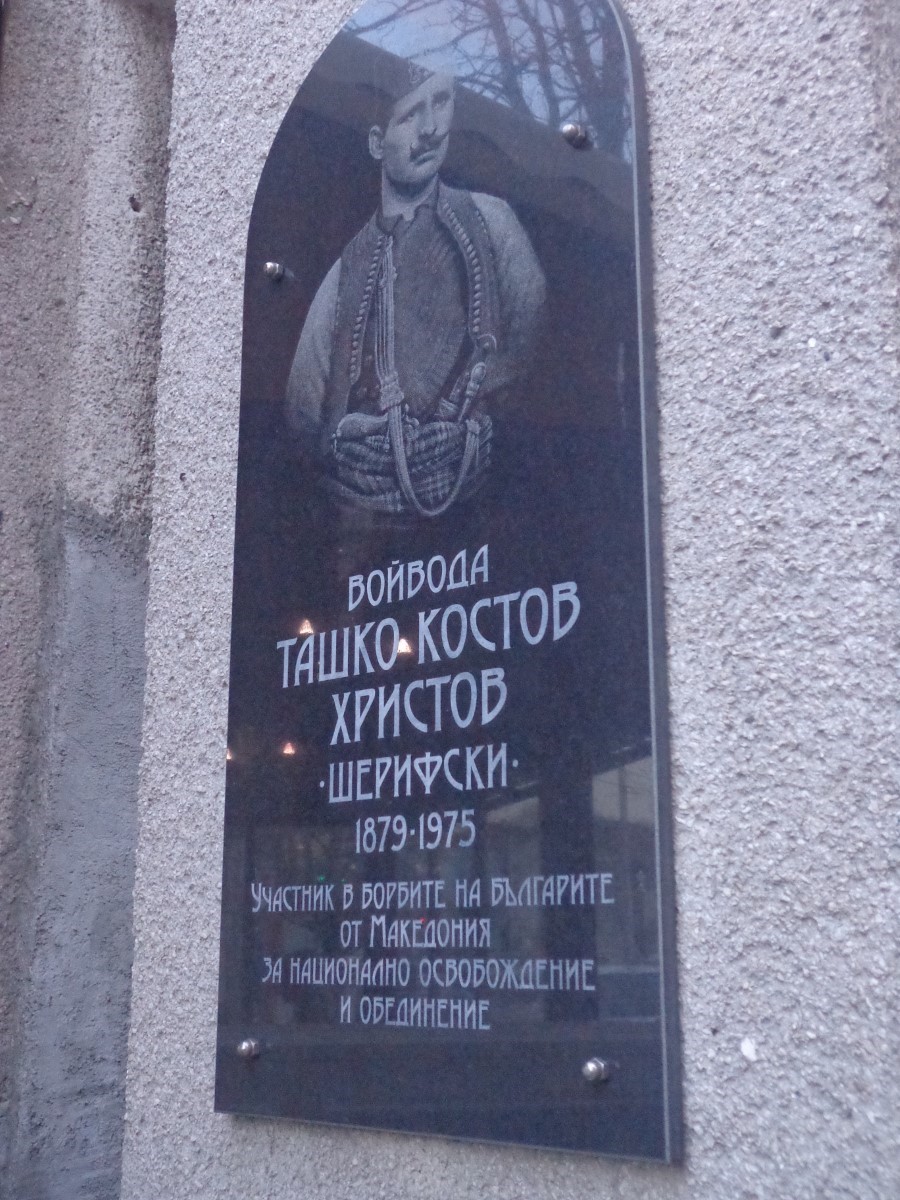 ВОЙВОДА
ТАШКО КОСТОВ
ХРИСТОВ
·ШЕРИФСКИ·
1879·1975
УЧАСТНИК В БОРБИТЕ НА БЪЛГАРИТЕ
ОТ МАКЕДОНИЯ
ЗА НАЦИОНАЛНО ОСВОБОЖДЕНИЕ
И ОБЕДИНЕНИЕ